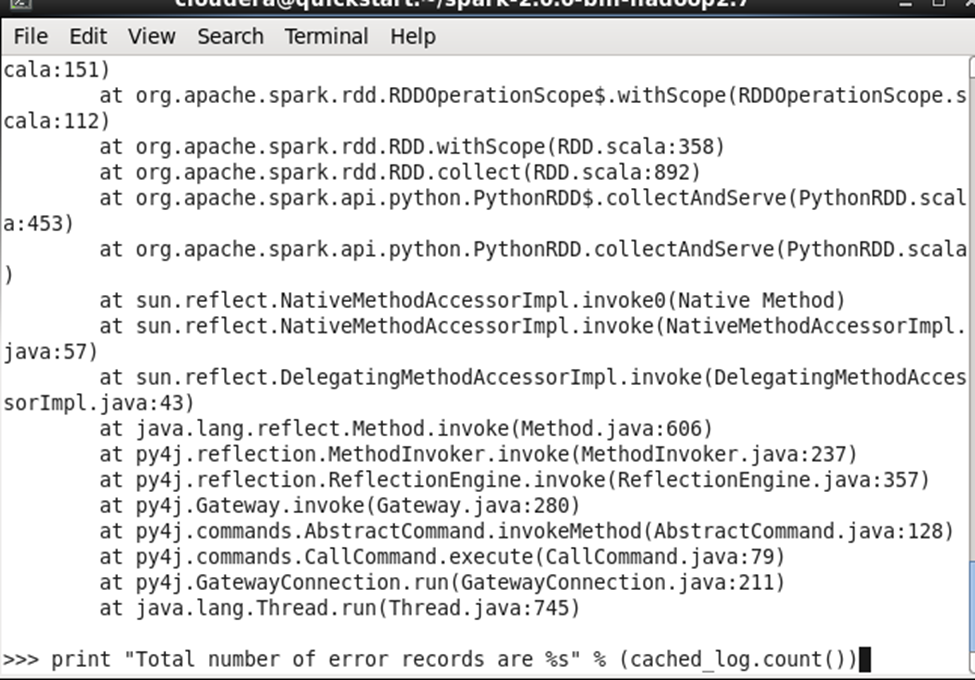 cloudera@quickstart:~/spark-2.0.0-bin-hadoop2.7
File Edit View Search Terminal Help
cala:151)
at org.apache.spark.rdd.RDDOperationScope$.withScope(RDDOperationScope.s
cala:112)
at org.apache.spark.rdd.RDD.withScope(RDD.scala:358)
at org.apache.spark.rdd.RDD.collect(RDD.scala:892)
at org.apache.spark.api.python.PythonRDD$.collectAndServe(PythonRDD.scal
a:453)
at org.apache.spark.api.python.PythonRDD.collectAndServe(PythonRDD.scala
)
at sun.reflect.NativeMethodAccessorImpl.invoke0(Native Method)
at sun.reflect.NativeMethodAccessorImpl.invoke(NativeMethodAccessorImpl.
java:57)
at sun.reflect.DelegatingMethodAccessorImpl.invoke(DelegatingMethodAcces
sorImpl.java:43)
at java.lang.reflect.Method.invoke(Method.java:606)
at py4j.reflection.MethodInvoker.invoke(MethodInvoker.java:237)
at py4j.reflection.ReflectionEngine.invoke(ReflectionEngine.java:357)
at py4j.Gateway.invoke(Gateway.java:280)
at py4j.commands.AbstractCommand.invokeMethod(AbstractCommand.java:128)
at py4j.commands.CallCommand.execute(CallCommand.java:79)
at py4j.GatewayConnection.run(GatewayConnection.java:211)
at java.lang.Thread.run(Thread.java:745)
>>> print "Total number of error records are %s" % (cached_log.count())